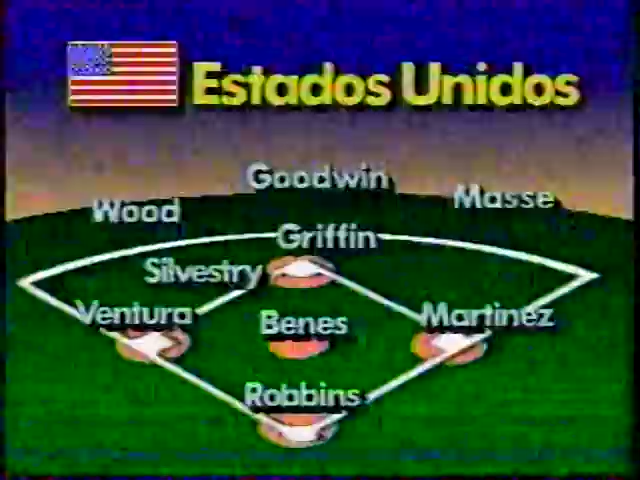 Estados Unidos
Goodwin
Wood
Masse
Griffin
Silvestry
Ventura
Benes
Martinez
Robbins